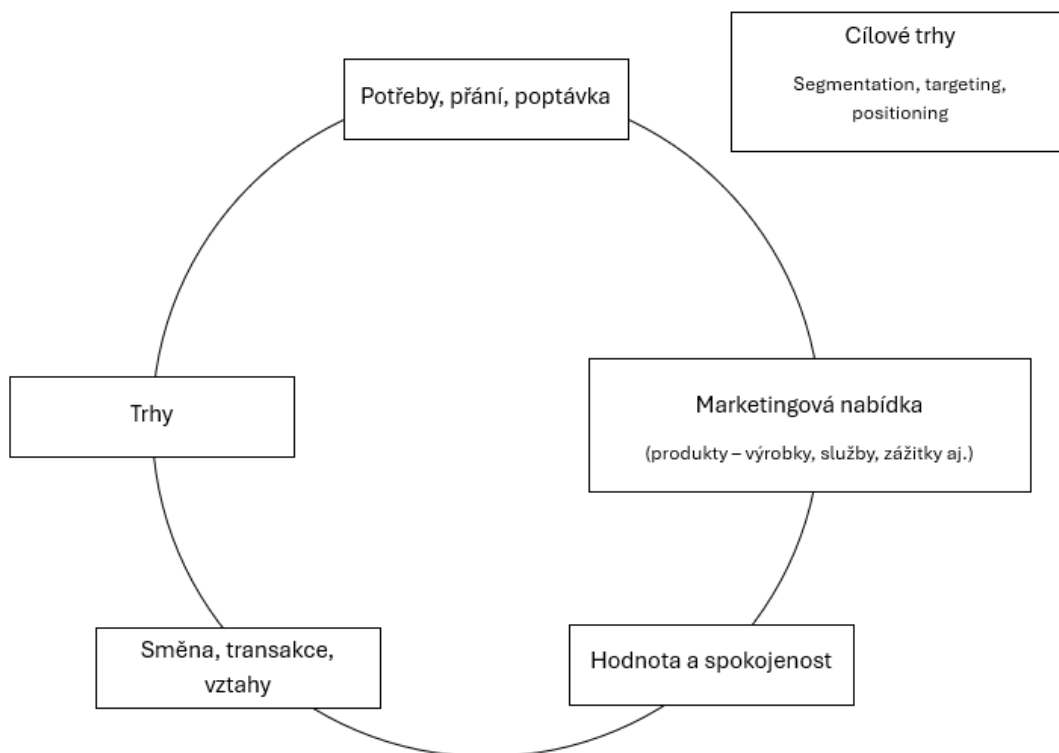 Cílové trhy
Segmentation, targeting,
positioning
Potřeby, přání, poptávka
Marketingová nabídka
(produkty – výrobky, služby, zážitky aj.)
Trhy
Hodnota a spokojenost
Směna, transakce,
vztahy